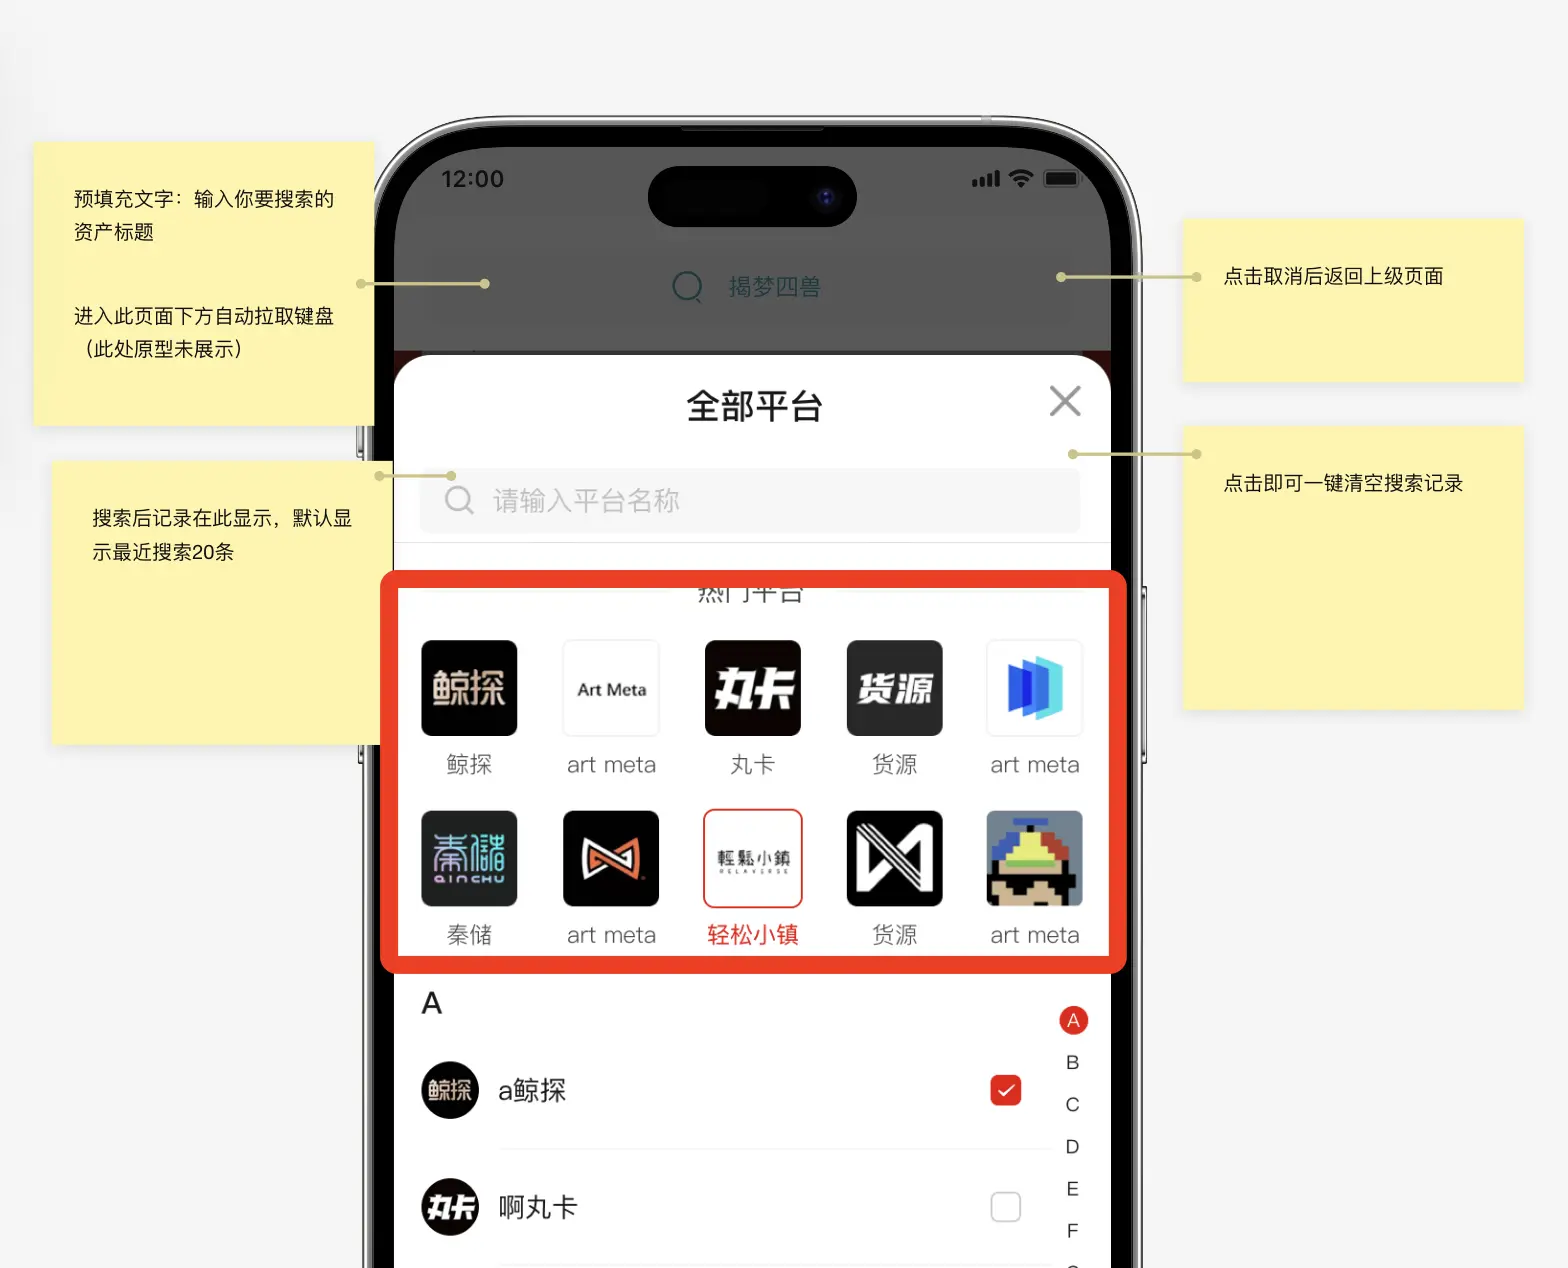 预填充文字：输入你要搜索的
资产标题
进入此页面下方自动拉取键盘
（此处原型未展示）
搜索后记录在此显示，默认显
示最近搜索20条
12:00
揭梦四兽
点击取消后返回上级页面
点击即可一键清空搜索记录
全部平台
请输入平台名称
热门平台
鲸探
Art Meta
丸卡
货源
鲸探
art meta
丸卡
货源
art meta
秦储
QINCHU
輕鬆小鎮
RELAVERSE
秦储
art meta
轻松小镇
货源
art meta
A
鲸探
a鲸探
丸卡
啊丸卡
A
B
C
D
E
F